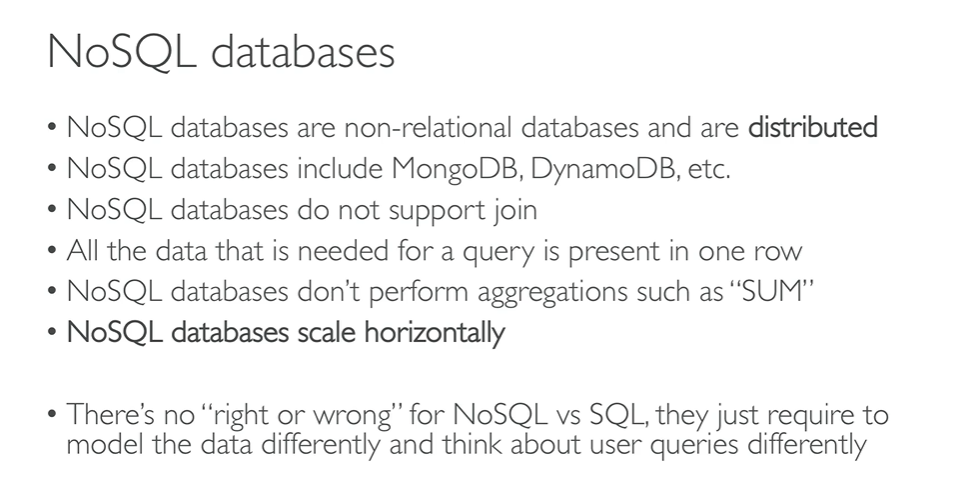 NoSQL databases
• NoSQL databases are non-relational databases and are distributed
• NoSQL databases include MongoDB, DynamoDB, etc.
• NoSQL databases do not support join
• All the data that is needed for a query is present in one row
• NoSQL databases don’t perform aggregations such as “SUM”
• NoSQL databases scale horizontally
• There’s no “right or wrong” for NoSQL vs SQL, they just require to
model the data differently and think about user queries differently